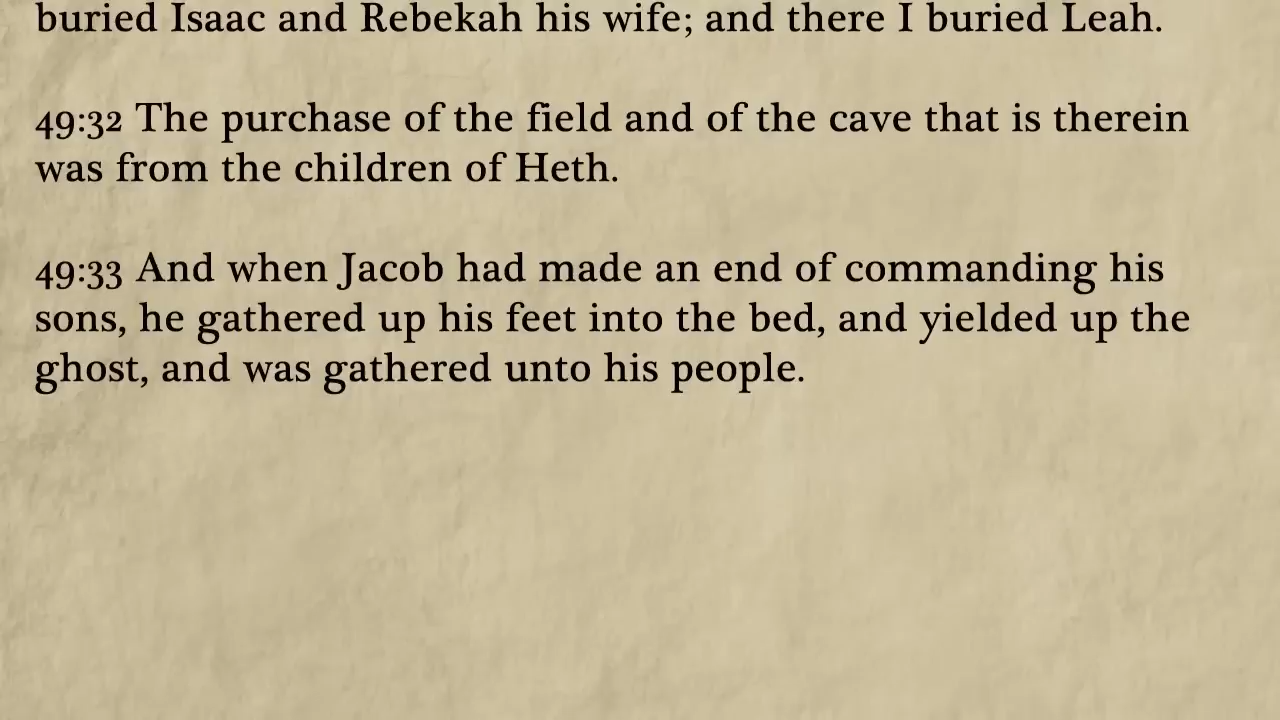 buried Isaac and Rebekah his wife; and there I buried Leah.
49:32 The purchase of the field and of the cave that is therein
was from the children of Heth.
49:33 And when Jacob had made an end of commanding his
sons, he gathered up his feet into the bed, and yielded up the
ghost, and was gathered unto his people.